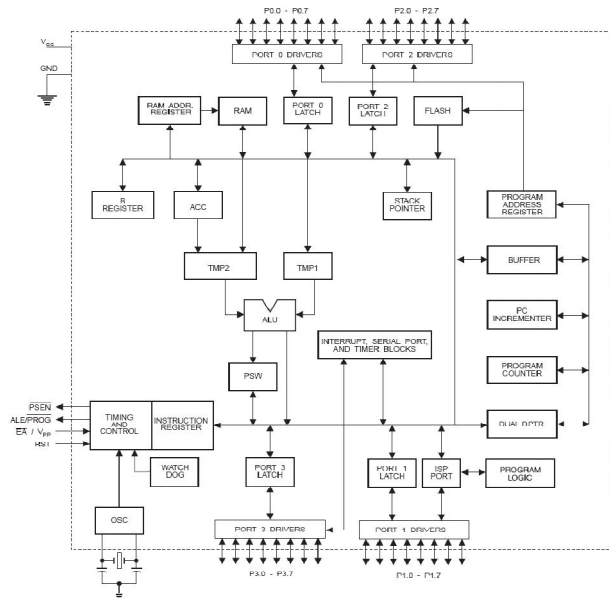 P0.0 - P0.7
P2.0 - P2.7
PORT 0 DRIVERS
PORT 2 DRIVERS
GND
RAM ADDR.
REGISTER
RAM
PORT 0
LATCH
PORT 2
LATCH
FLASH
B
REGISTER
ACC
STACK
POINTER
PROGRAM
ADDRESS
REGISTER
TMP2
TMP1
BUFFER
ALU
PC
INCREMENTER
INTERRUPT, SERIAL PORT,
AND TIMER BLOCKS
PSW
PROGRAM
COUNTER
PSEN
ALE/PROG
EA / VPP
RST
TIMING
AND
CONTROL
INSTRUCTION
REGISTER
DUAL DPTR
WATCH
DOG
PORT 3
LATCH
PORT 1
LATCH
ISP
PORT
PROGRAM
LOGIC
OSC
PORT 3 DRIVERS
PORT 1 DRIVERS
P3.0 - P3.7
P1.0 - P1.7